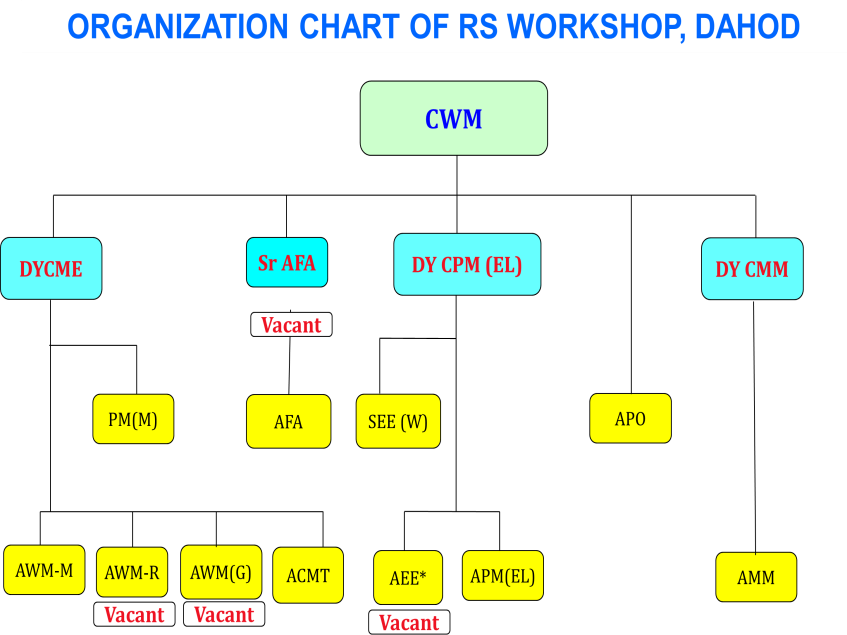 ORGANIZATION CHART OF RS WORKSHOP, DAHOD
CWM
DYCME
Sr AFA
DY CPM (EL)
DY CMM
Vacant
PM(M)
AFA
SEE (W)
APO
AWM-M
AWM-R
AWM(G)
ACMT
AEE*
APM(EL)
AMM
Vacant
Vacant
Vacant